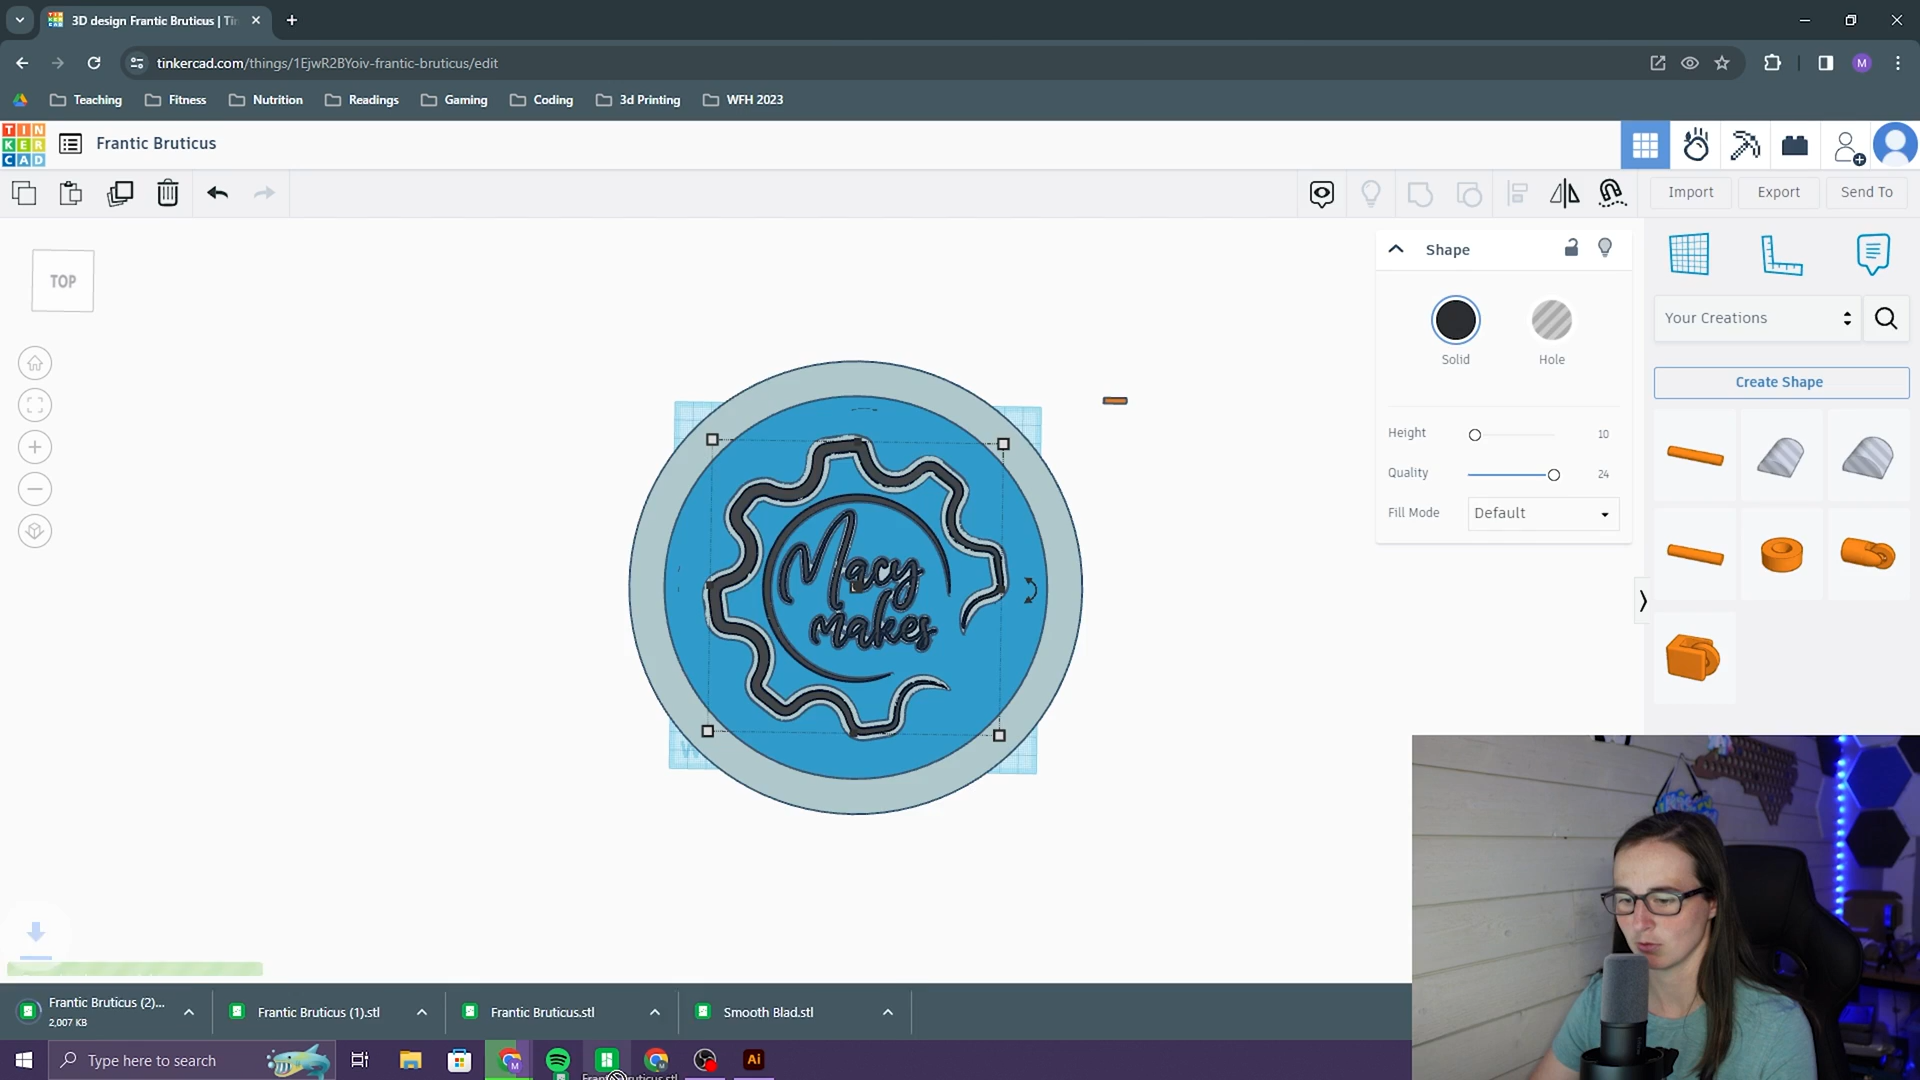 3D design Frantic Bruticus | Tin
tinkercad.com/things/1EjwR2BYoiv-frantic-bruticus/edit
M
Teaching
Fitness
Nutrition
Readings
Gaming
Coding
3d Printing
WFH 2023
TIN
KER
CAD
Frantic Bruticus
Import
Export
Send To
TOP
Shape
Solid
Hole
Height
10
Quality
24
Fill Mode
Default
Your Creations
Create Shape
Macy
makes
Frantic Bruticus (2)...
2,007 KB
Frantic Bruticus (1).stl
Frantic Bruticus.stl
Smooth Blad.stl
Type here to search
Ai